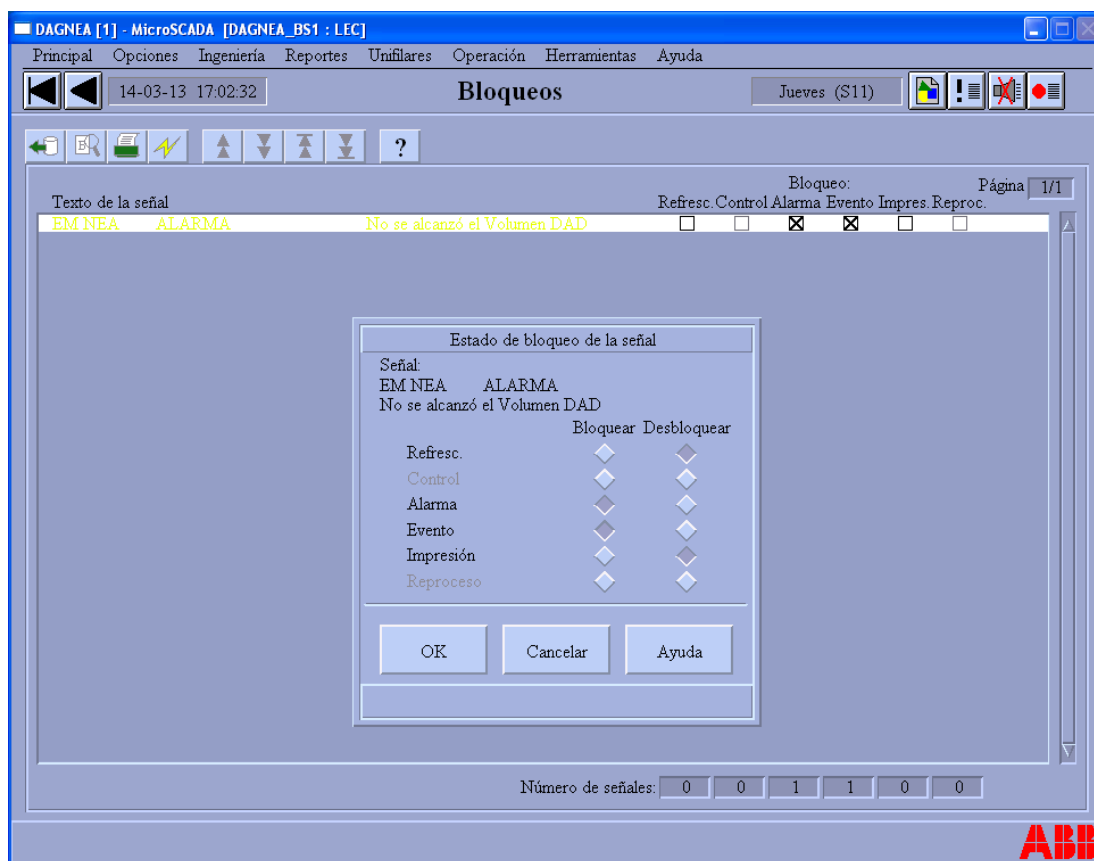 DAGNEA [1] - MicroSCADA [DAGNEA_BS1 : LEC]
Principal Opciones Ingeniería Reportes Unifilares Operación Herramientas Ayuda
14-03-13 17:02:32 Bloqueos Jueves (S11)
?
Bloqueo: Página 1/1
Texto de la señal Refresc. Control Alarma Evento Impres. Reproc.
EM NEA ALARMA No se alcanzó el Volumen DAD
Estado de bloqueo de la señal
Señal:
EM NEA ALARMA
No se alcanzó el Volumen DAD
Bloquear Desbloquear
Refresc.
Control
Alarma
Evento
Impresión
Reproceso
OK Cancelar Ayuda
Número de señales: 0 0 1 1 0 0
ABB